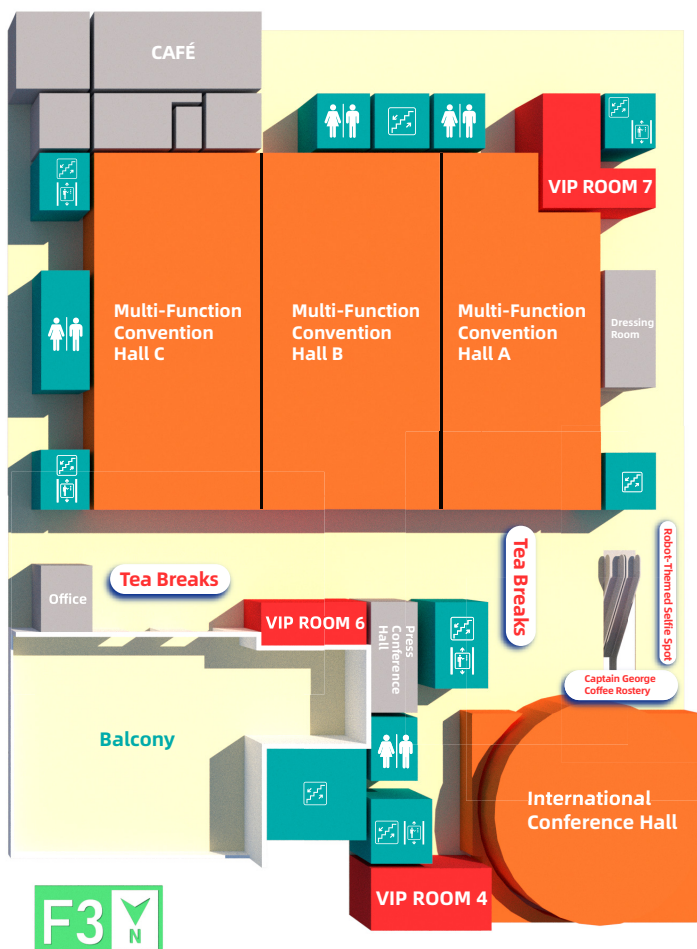 CAFÉ
VIP ROOM 7
Multi-Function
Convention
Hall C
Multi-Function
Convention
Hall B
Multi-Function
Convention
Hall A
Dressing
Room
Office
Tea Breaks
Tea Breaks
Robot-Themed Selfie Spot
VIP ROOM 6
Press
Conference
Hall
Captain George
Coffee Rostery
Balcony
International
Conference Hall
VIP ROOM 4
F3
N